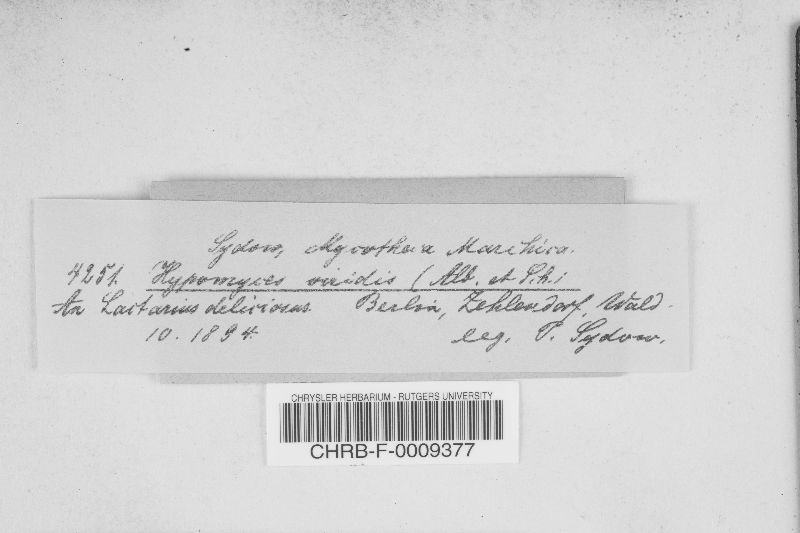 Sydow, Mycotheca Marchica.
4251. Hypomyces viridis (Alb. et Sch.)
An Lactarius deliciosus. Berlin, Zehlendorf, Wald.
10. 1894. leg. P. Sydow.
CHRYSLER HERBARIUM - RUTGERS UNIVERSITY
CHRB-F-0009377